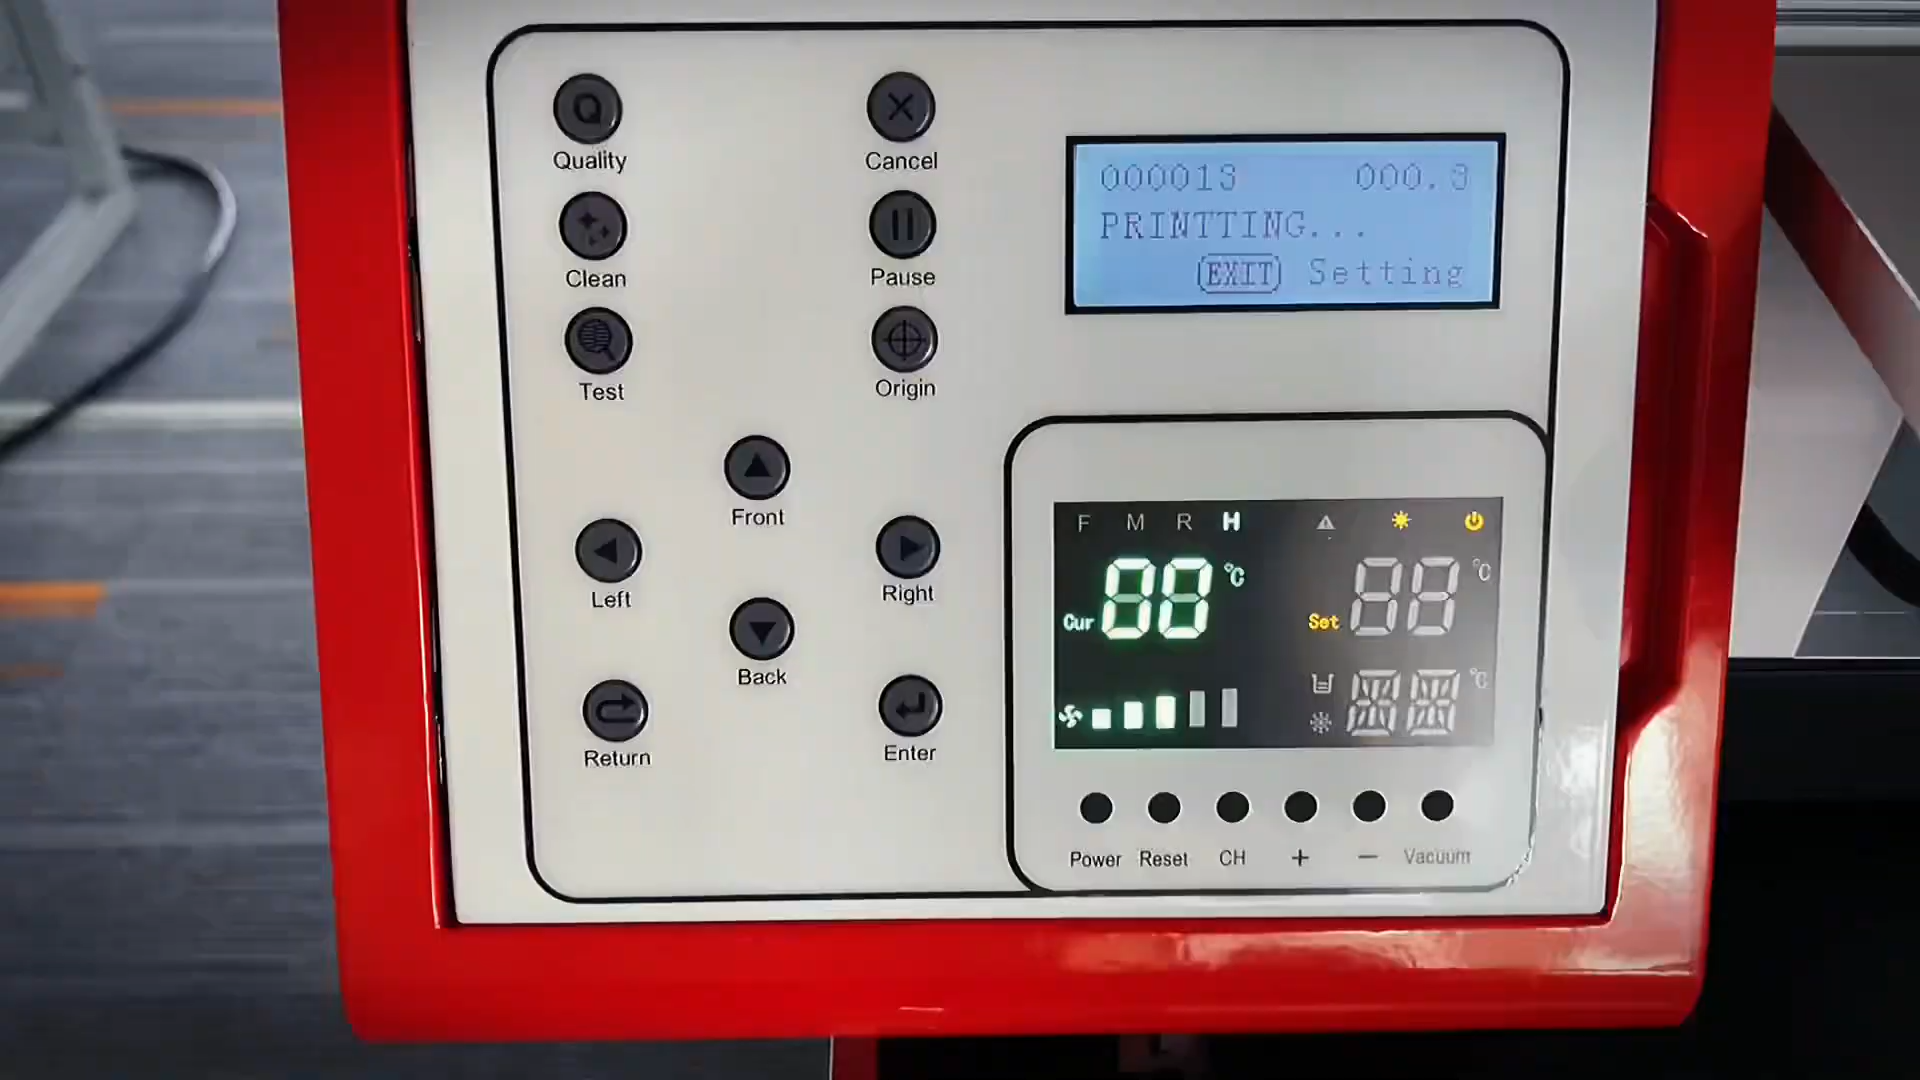 Quality
Cancel
000013 000.3
PRINTTING...
EXIT Setting
Clean
Pause
Test
Origin
Front
Left
Right
Back
Return
Enter
F M R H
Cur 00 °C
Set °C
°C
Power Reset CH + − Vacuum